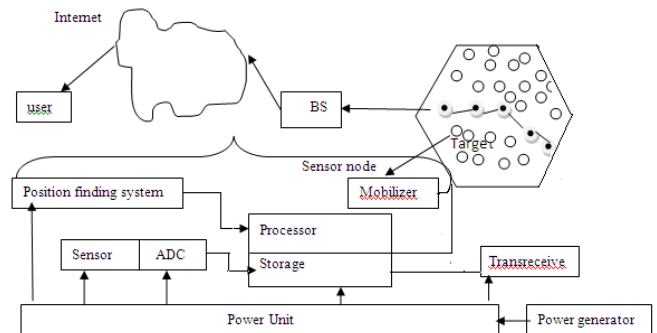 Internet
user
BS
Target
Sensor node
Position finding system
Mobilizer
Processor
Sensor
ADC
Storage
Transreceive
Power Unit
Power generator